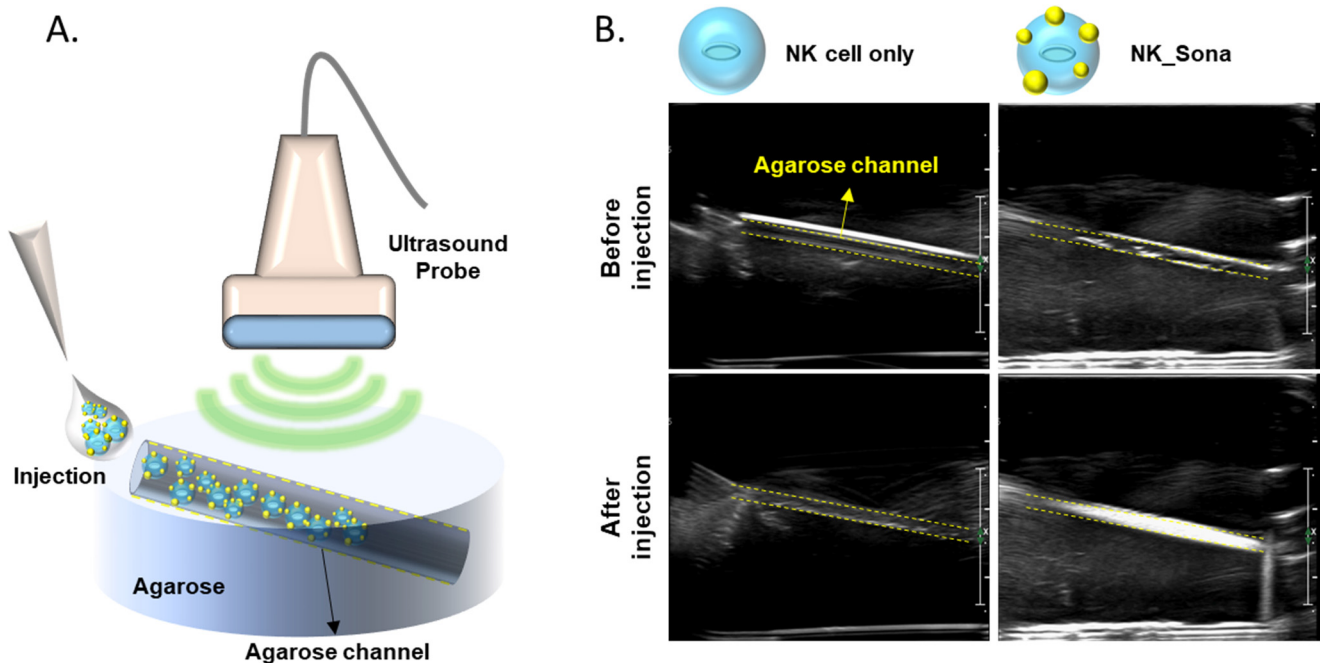 A.
Ultrasound
Probe
Injection
Agarose
Agarose channel
B.
NK cell only
NK_Sona
Before
injection
Agarose channel
After
injection
X
X
X
X